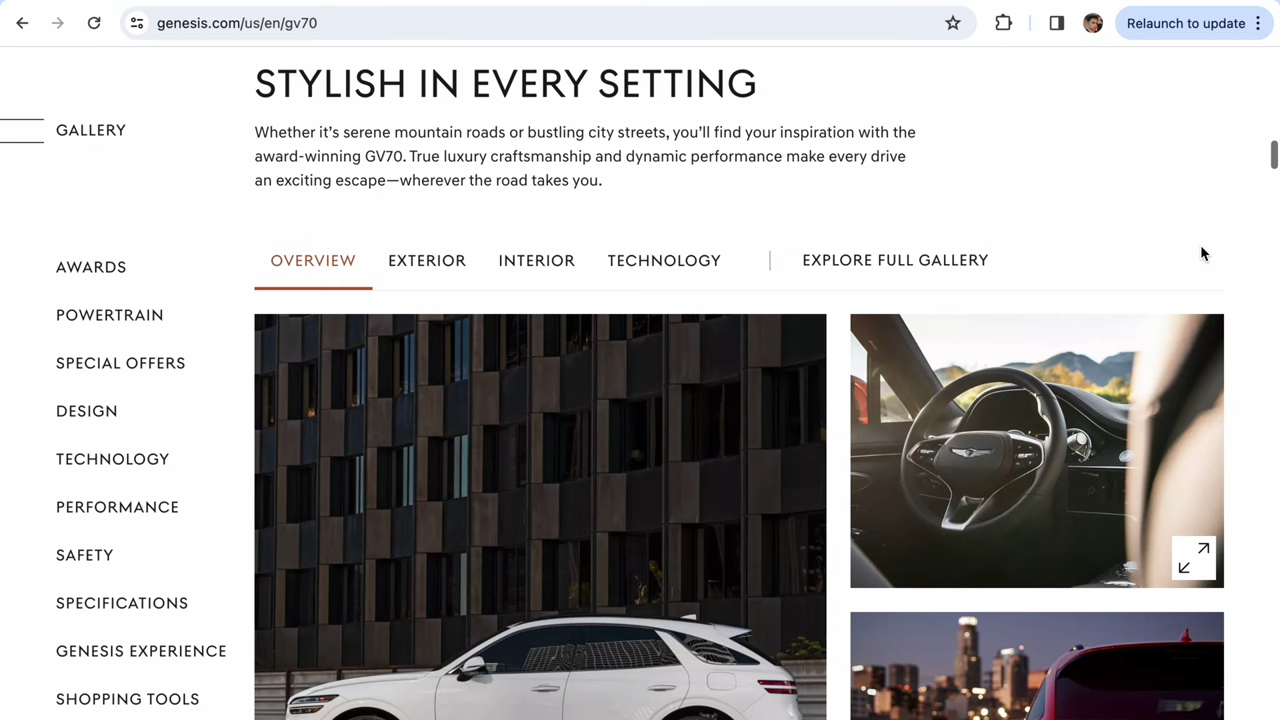 genesis.com/us/en/gv70
Relaunch to update
STYLISH IN EVERY SETTING
GALLERY
Whether it’s serene mountain roads or bustling city streets, you’ll find your inspiration with the
award-winning GV70. True luxury craftsmanship and dynamic performance make every drive
an exciting escape—wherever the road takes you.
OVERVIEW EXTERIOR INTERIOR TECHNOLOGY | EXPLORE FULL GALLERY
AWARDS
POWERTRAIN
SPECIAL OFFERS
DESIGN
TECHNOLOGY
PERFORMANCE
SAFETY
SPECIFICATIONS
GENESIS EXPERIENCE
SHOPPING TOOLS